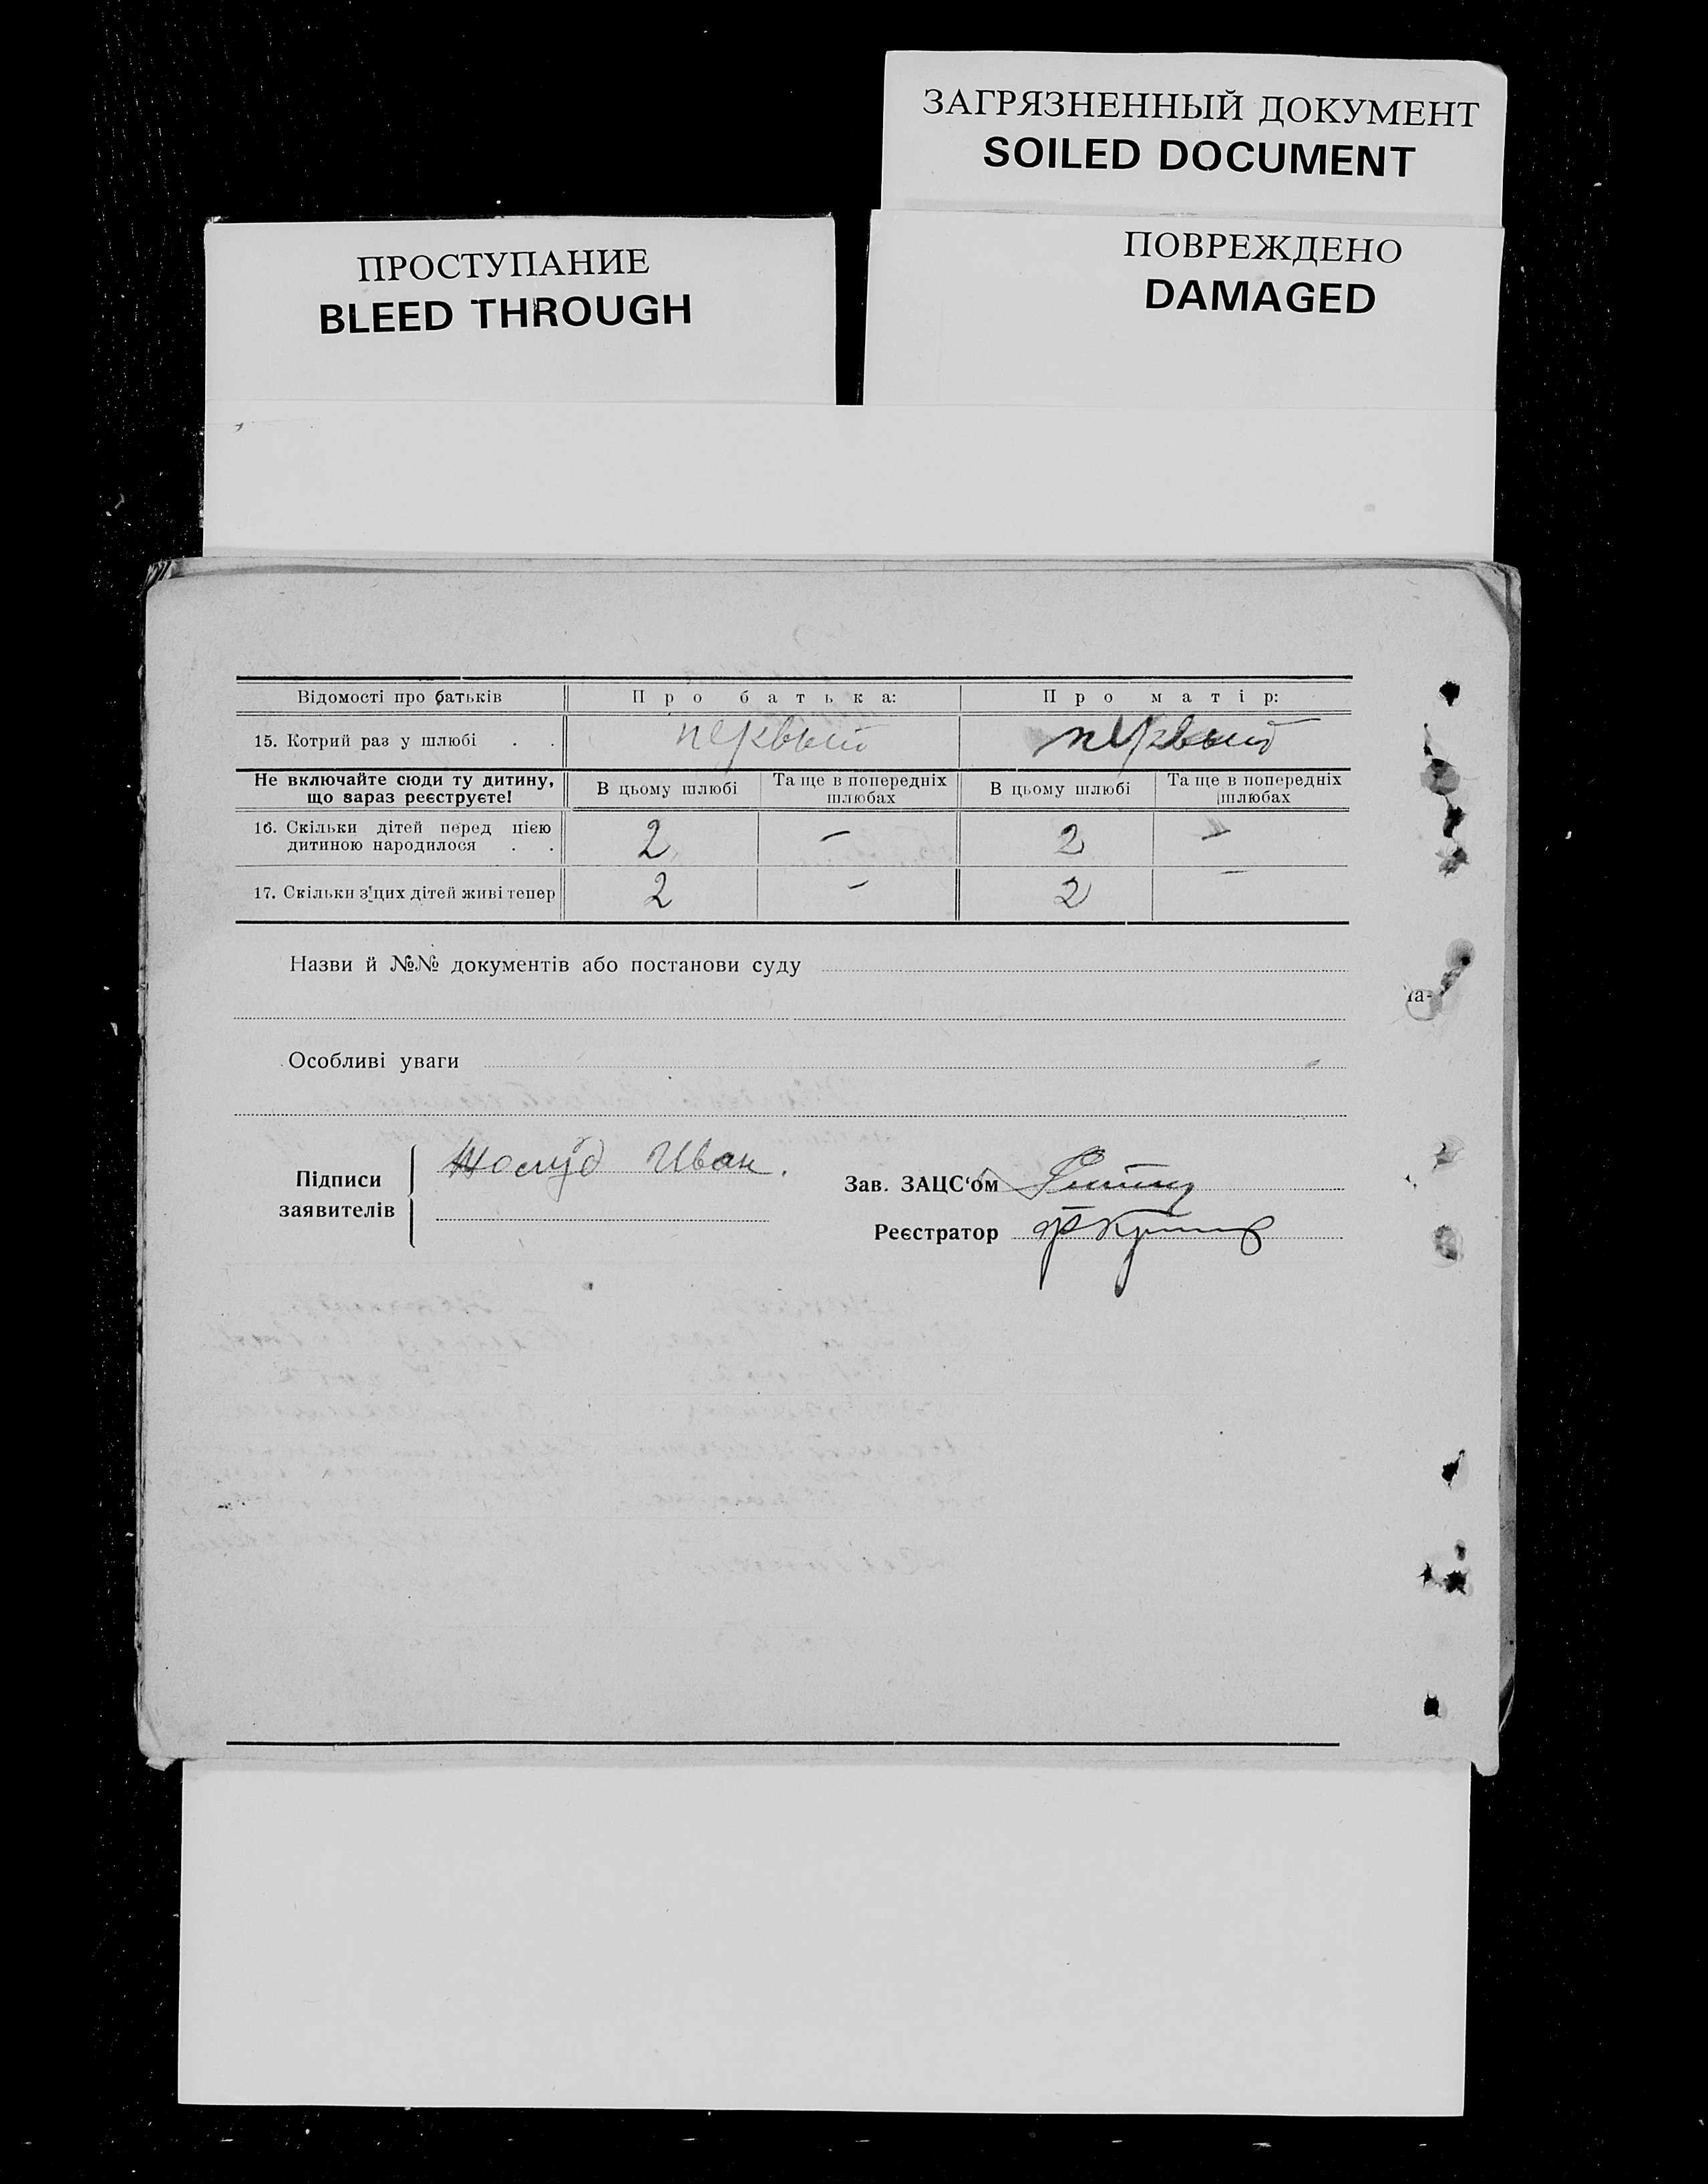 ЗАГРЯЗНЕННЫЙ ДОКУМЕНТ
SOILED DOCUMENT
ПРОСТУПАНИЕ
BLEED THROUGH
ПОВРЕЖДЕНО
DAMAGED
Відомості про батьків Про батька: Про матір:
15. Котрий раз у шлюбі . . первый первый
Не включайте сюди ту дитину, що зараз реєструєте! В цьому шлюбі Та ще в попередніх шлюбах В цьому шлюбі Та ще в попередніх шлюбах
16. Скільки дітей перед цією дитиною народилося . . 2 — 2 —
17. Скільки з цих дітей живі тепер 2 — 2 —
Назви й №№ документів або постанови суду
Особливі уваги
Підписи заявителів Иван.
Зав. ЗАЦС‘ом
Реєстратор